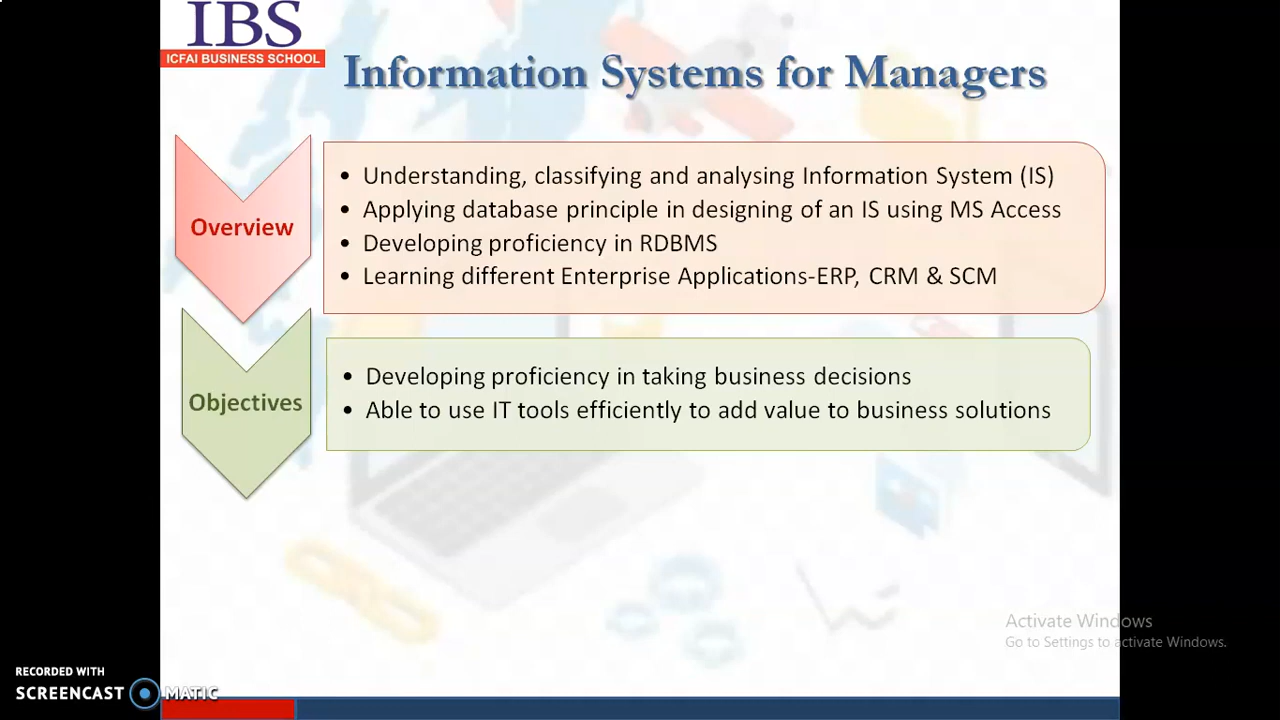 IBS
ICFAI BUSINESS SCHOOL
Information Systems for Managers
Overview
• Understanding, classifying and analysing Information System (IS)
• Applying database principle in designing of an IS using MS Access
• Developing proficiency in RDBMS
• Learning different Enterprise Applications-ERP, CRM & SCM
Objectives
• Developing proficiency in taking business decisions
• Able to use IT tools efficiently to add value to business solutions
Activate Windows
Go to Settings to activate Windows.
RECORDED WITH
SCREENCAST MATIC